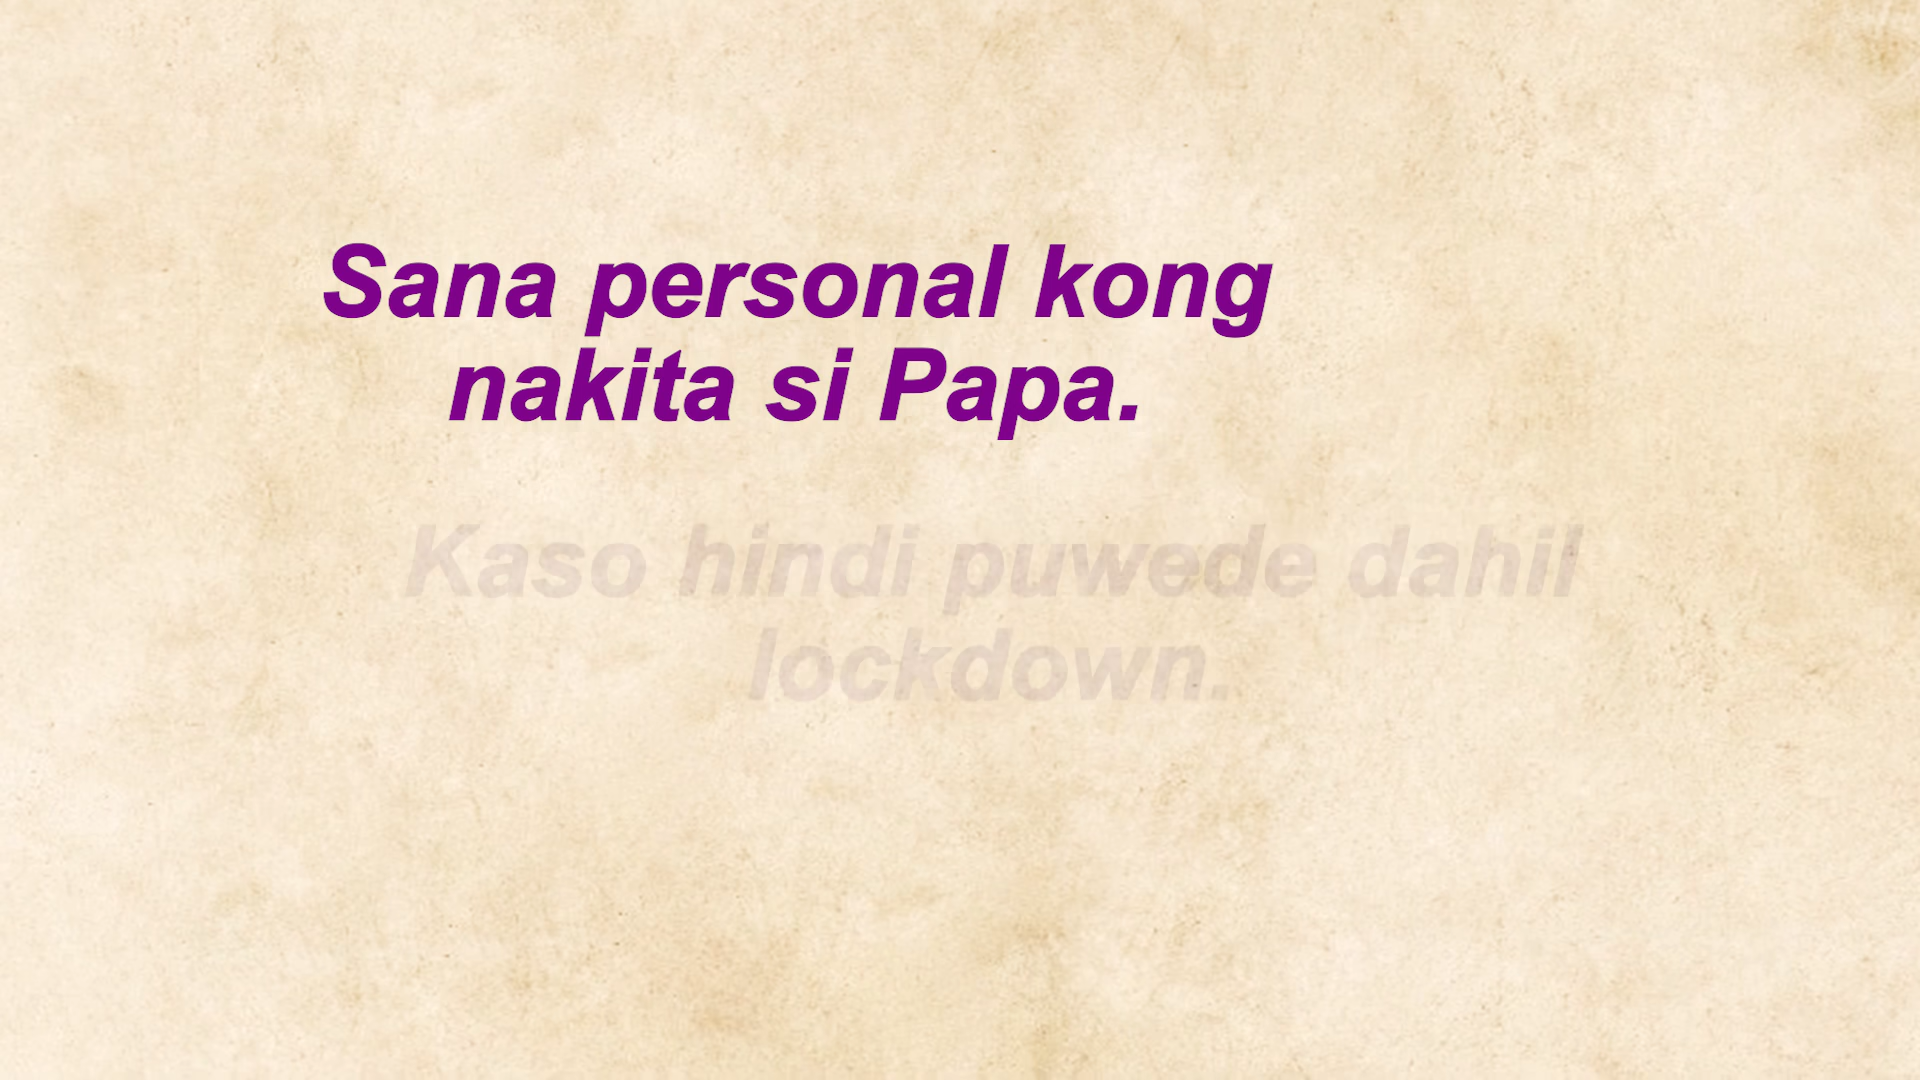 Sana personal kong
nakita si Papa.
Kaso hindi puwede dahil
lockdown.